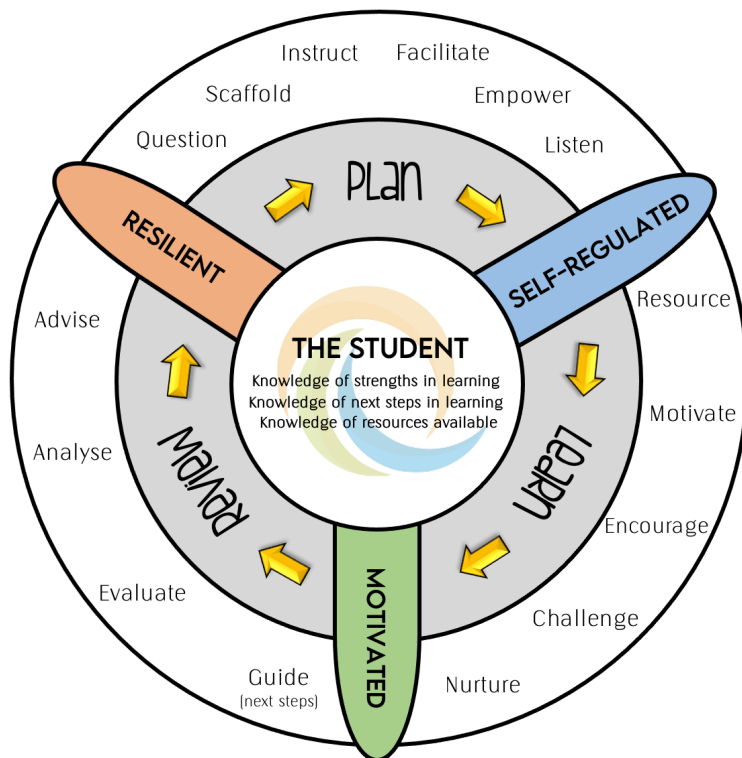 Instruct
Facilitate
Scaffold
Empower
Question
Listen
PLan
RESILIENT
SELF-REGULATED
Resource
Advise
THE STUDENT
Knowledge of strengths in learning
Knowledge of next steps in learning
Knowledge of resources available
Motivate
Analyse
Learn
Review
Encourage
MOTIVATED
Evaluate
Challenge
Guide
(next steps)
Nurture